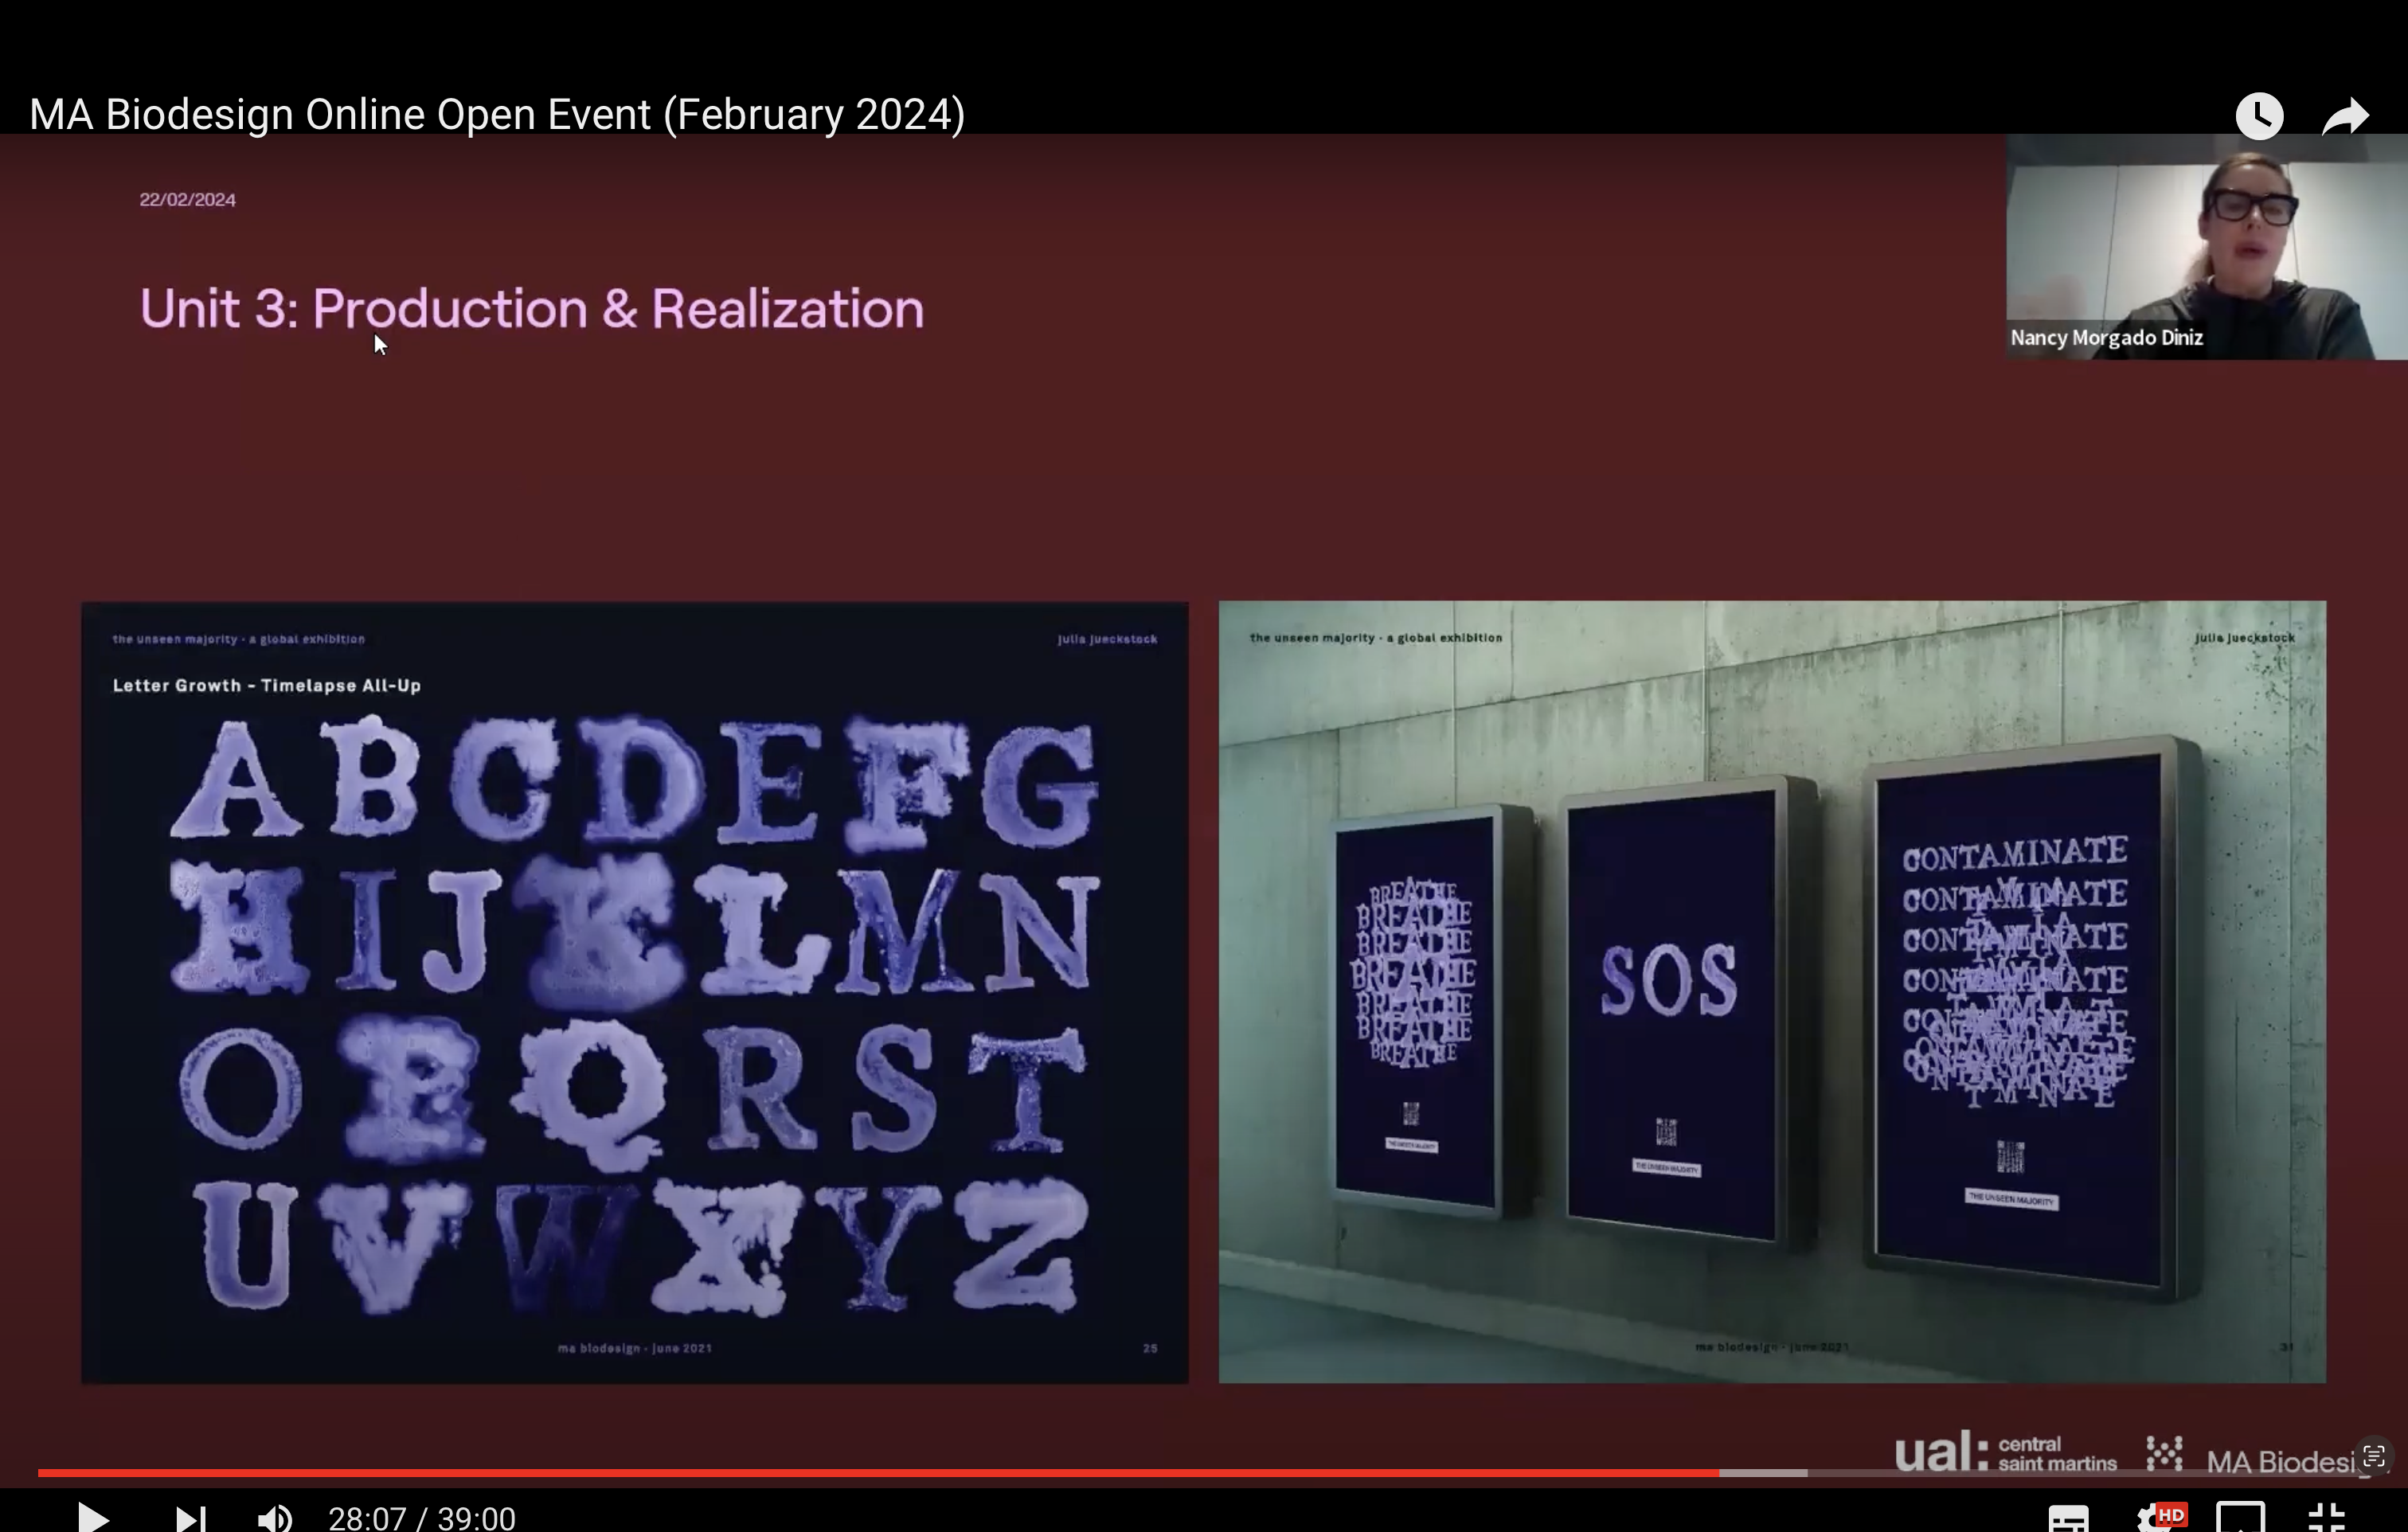 MA Biodesign Online Open Event (February 2024)
22/02/2024
Unit 3: Production & Realization
Nancy Morgado Diniz
the unseen majority · a global exhibition
julia jueckstock
Letter Growth - Timelapse All-Up
A B C D E F G
H I J K L M N
O P Q R S T
U V W X Y Z
ma biodesign · june 2021
25
the unseen majority · a global exhibition
julia jueckstock
BREATHE
BREATHE
BREATHE
BREATHE
BREATHE
BREATHE
BREATHE
THE UNSEEN MAJORITY
SOS
THE UNSEEN MAJORITY
CONTAMINATE
CONTAMINATE
CONTAMINATE
CONTAMINATE
THE UNSEEN MAJORITY
ma biodesign · june 2021
ual: central saint martins
MA Biodesi
28:07 / 39:00
HD